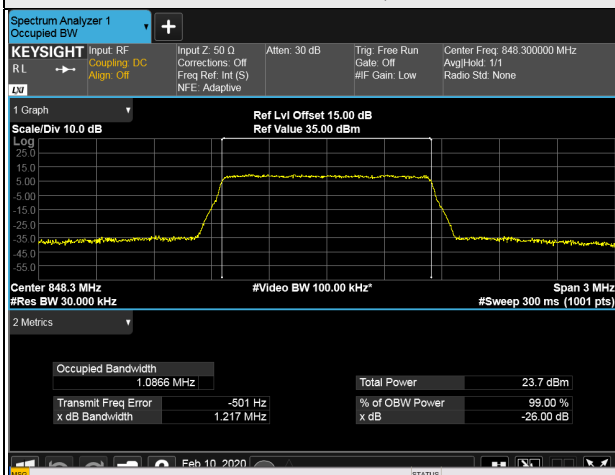 Spectrum Analyzer 1
Occupied BW
KEYSIGHT Input: RF Input Z: 50 Ω Atten: 30 dB Trig: Free Run Center Freq: 848.300000 MHz
RL Coupling: DC Corrections: Off Gate: Off Avg|Hold: 1/1
Align: Off Freq Ref: Int (S) #IF Gain: Low Radio Std: None
LXI NFE: Adaptive
1 Graph
Ref Lvl Offset 15.00 dB
Scale/Div 10.0 dB Ref Value 35.00 dBm
Log
25.0
15.0
5.00
-5.00
-15.0
-25.0
-35.0
-45.0
-55.0
Center 848.3 MHz #Video BW 100.00 kHz* Span 3 MHz
#Res BW 30.000 kHz #Sweep 300 ms (1001 pts)
2 Metrics
Occupied Bandwidth
1.0866 MHz Total Power 23.7 dBm
Transmit Freq Error -501 Hz % of OBW Power 99.00 %
x dB Bandwidth 1.217 MHz x dB -26.00 dB
Feb 10, 2020
MSG STATUS